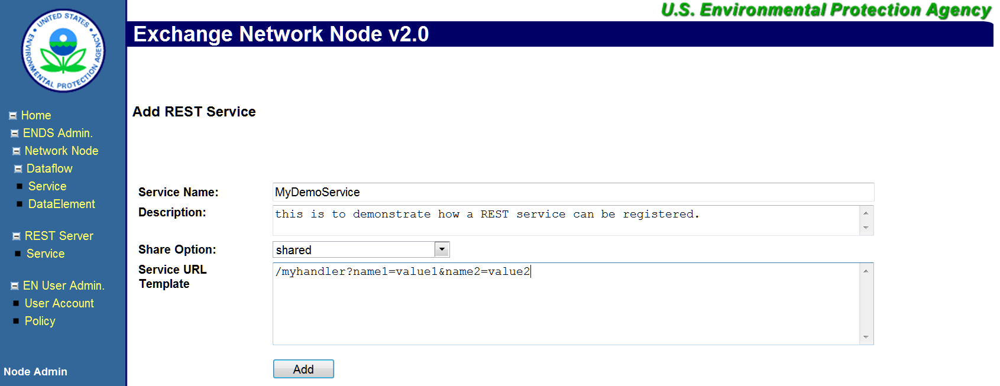 U.S. Environmental Protection Agency
UNITED STATES
ENVIRONMENTAL PROTECTION AGENCY
Exchange Network Node v2.0
Home
ENDS Admin.
Network Node
Dataflow
Service
DataElement
REST Server
Service
EN User Admin.
User Account
Policy
Node Admin
Add REST Service
Service Name:
MyDemoService
Description:
this is to demonstrate how a REST service can be registered.
Share Option:
shared
Service URL
Template
/myhandler?name1=value1&name2=value2
Add